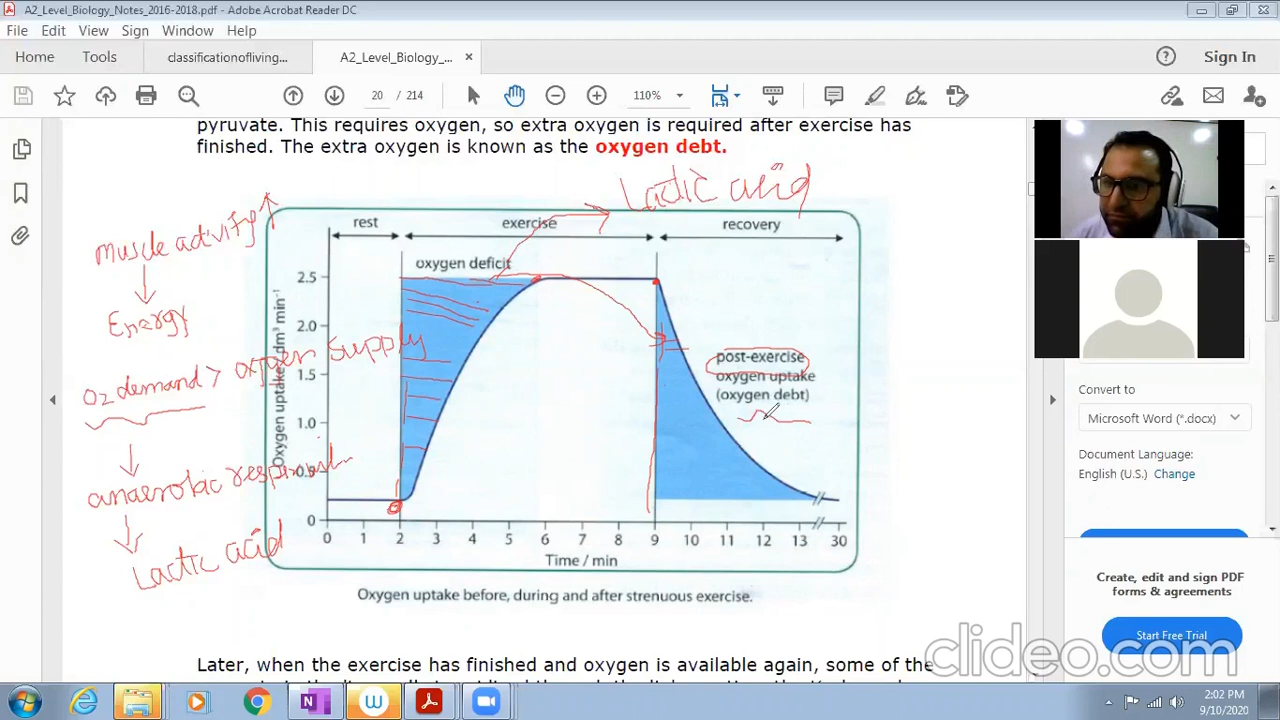 A2_Level_Biology_Notes_2016-2018.pdf - Adobe Acrobat Reader DC
File Edit View Sign Window Help
Home Tools classificationofliving... A2_Level_Biology_... × Sign In
20 / 214 110%
pyruvate. This requires oxygen, so extra oxygen is required after exercise has
finished. The extra oxygen is known as the oxygen debt.
Lactic acid
Muscle activity
Energy
O2 demand > oxygen supply
anaerobic
Lactic acid
rest exercise recovery
oxygen deficit
Oxygen uptake / dm³ min⁻¹
2.5
2.0
1.5
1.0
0
post-exercise
oxygen uptake
(oxygen debt)
0 1 2 3 4 5 6 7 8 9 10 11 12 13 30
Time / min
Oxygen uptake before, during and after strenuous exercise.
Later, when the exercise has finished and oxygen is available again, some of the
Convert to
Microsoft Word (*.docx)
Document Language:
English (U.S.) Change
Create, edit and sign PDF
forms & agreements
Start Free Trial
clideo.com
2:02 PM
9/10/2020